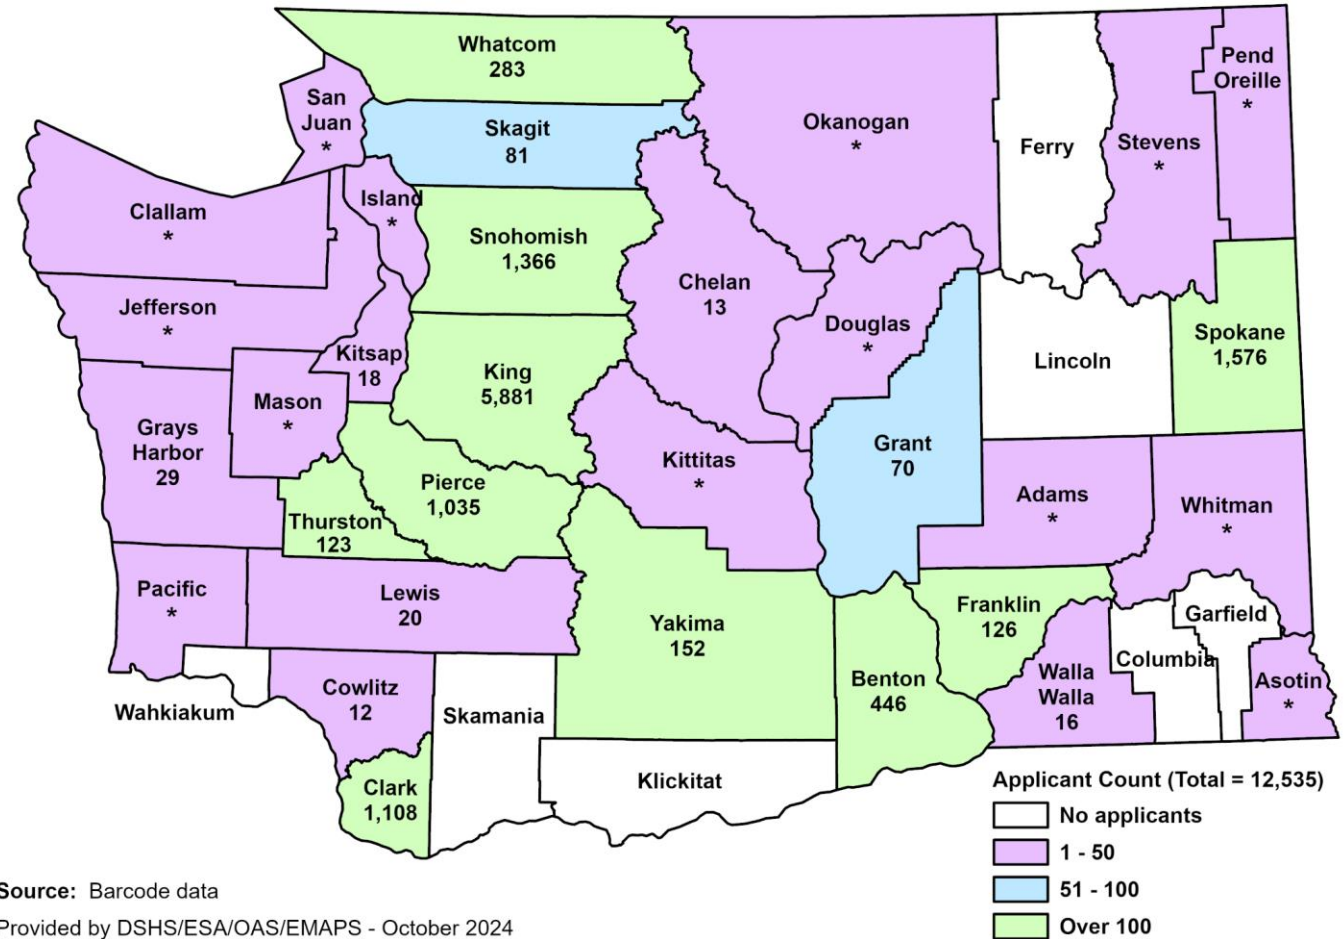 Whatcom
283
San
Juan
*
Skagit
81
Okanogan
*
Ferry
Stevens
*
Pend
Oreille
*
Clallam
*
Island
*
Snohomish
1,366
Chelan
13
Jefferson
*
Kitsap
18
King
5,881
Douglas
*
Lincoln
Spokane
1,576
Grays
Harbor
29
Mason
*
Kittitas
*
Grant
70
Adams
*
Whitman
*
Thurston
123
Pierce
1,035
Pacific
*
Lewis
20
Yakima
152
Benton
446
Franklin
126
Walla
Walla
16
Columbia
Garfield
Asotin
*
Wahkiakum
Cowlitz
12
Skamania
Clark
1,108
Klickitat
Applicant Count (Total = 12,535)
No applicants
1 - 50
51 - 100
Over 100
Source: Barcode data
Provided by DSHS/ESA/OAS/EMAPS - October 2024